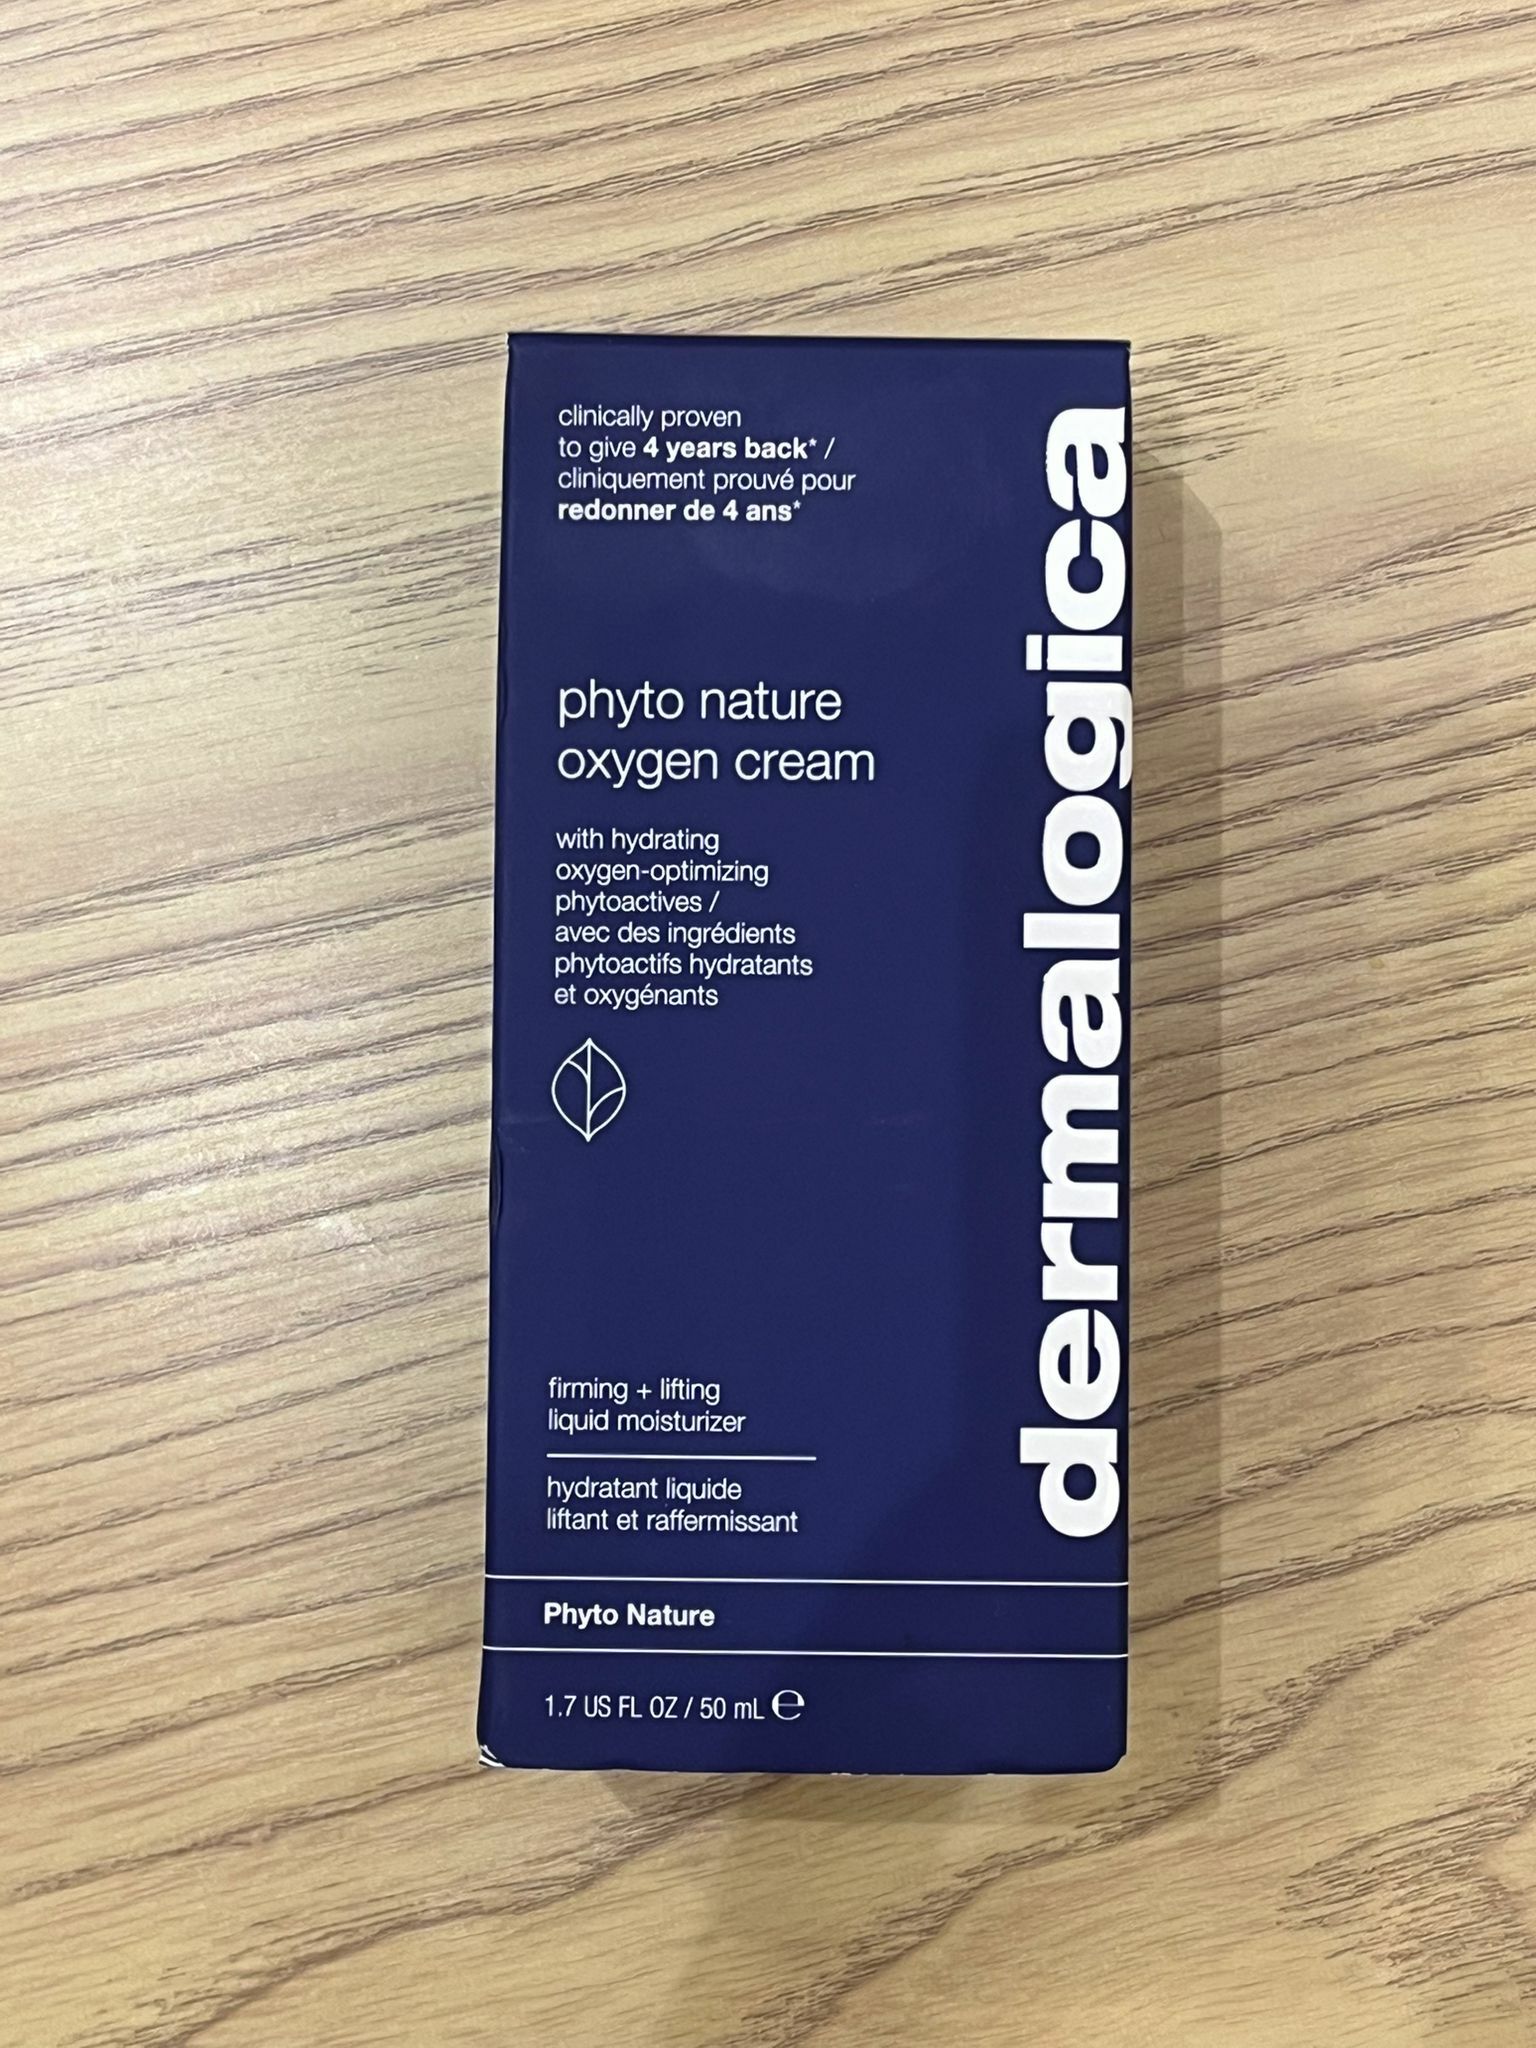 clinically proven
to give 4 years back* /
cliniquement prouvé pour
redonner de 4 ans*
phyto nature
oxygen cream
with hydrating
oxygen-optimizing
phytoactives /
avec des ingrédients
phytoactifs hydratants
et oxygénants
firming + lifting
liquid moisturizer
hydratant liquide
liftant et raffermissant
Phyto Nature
1.7 US FL OZ / 50 mL ℮
dermalogica